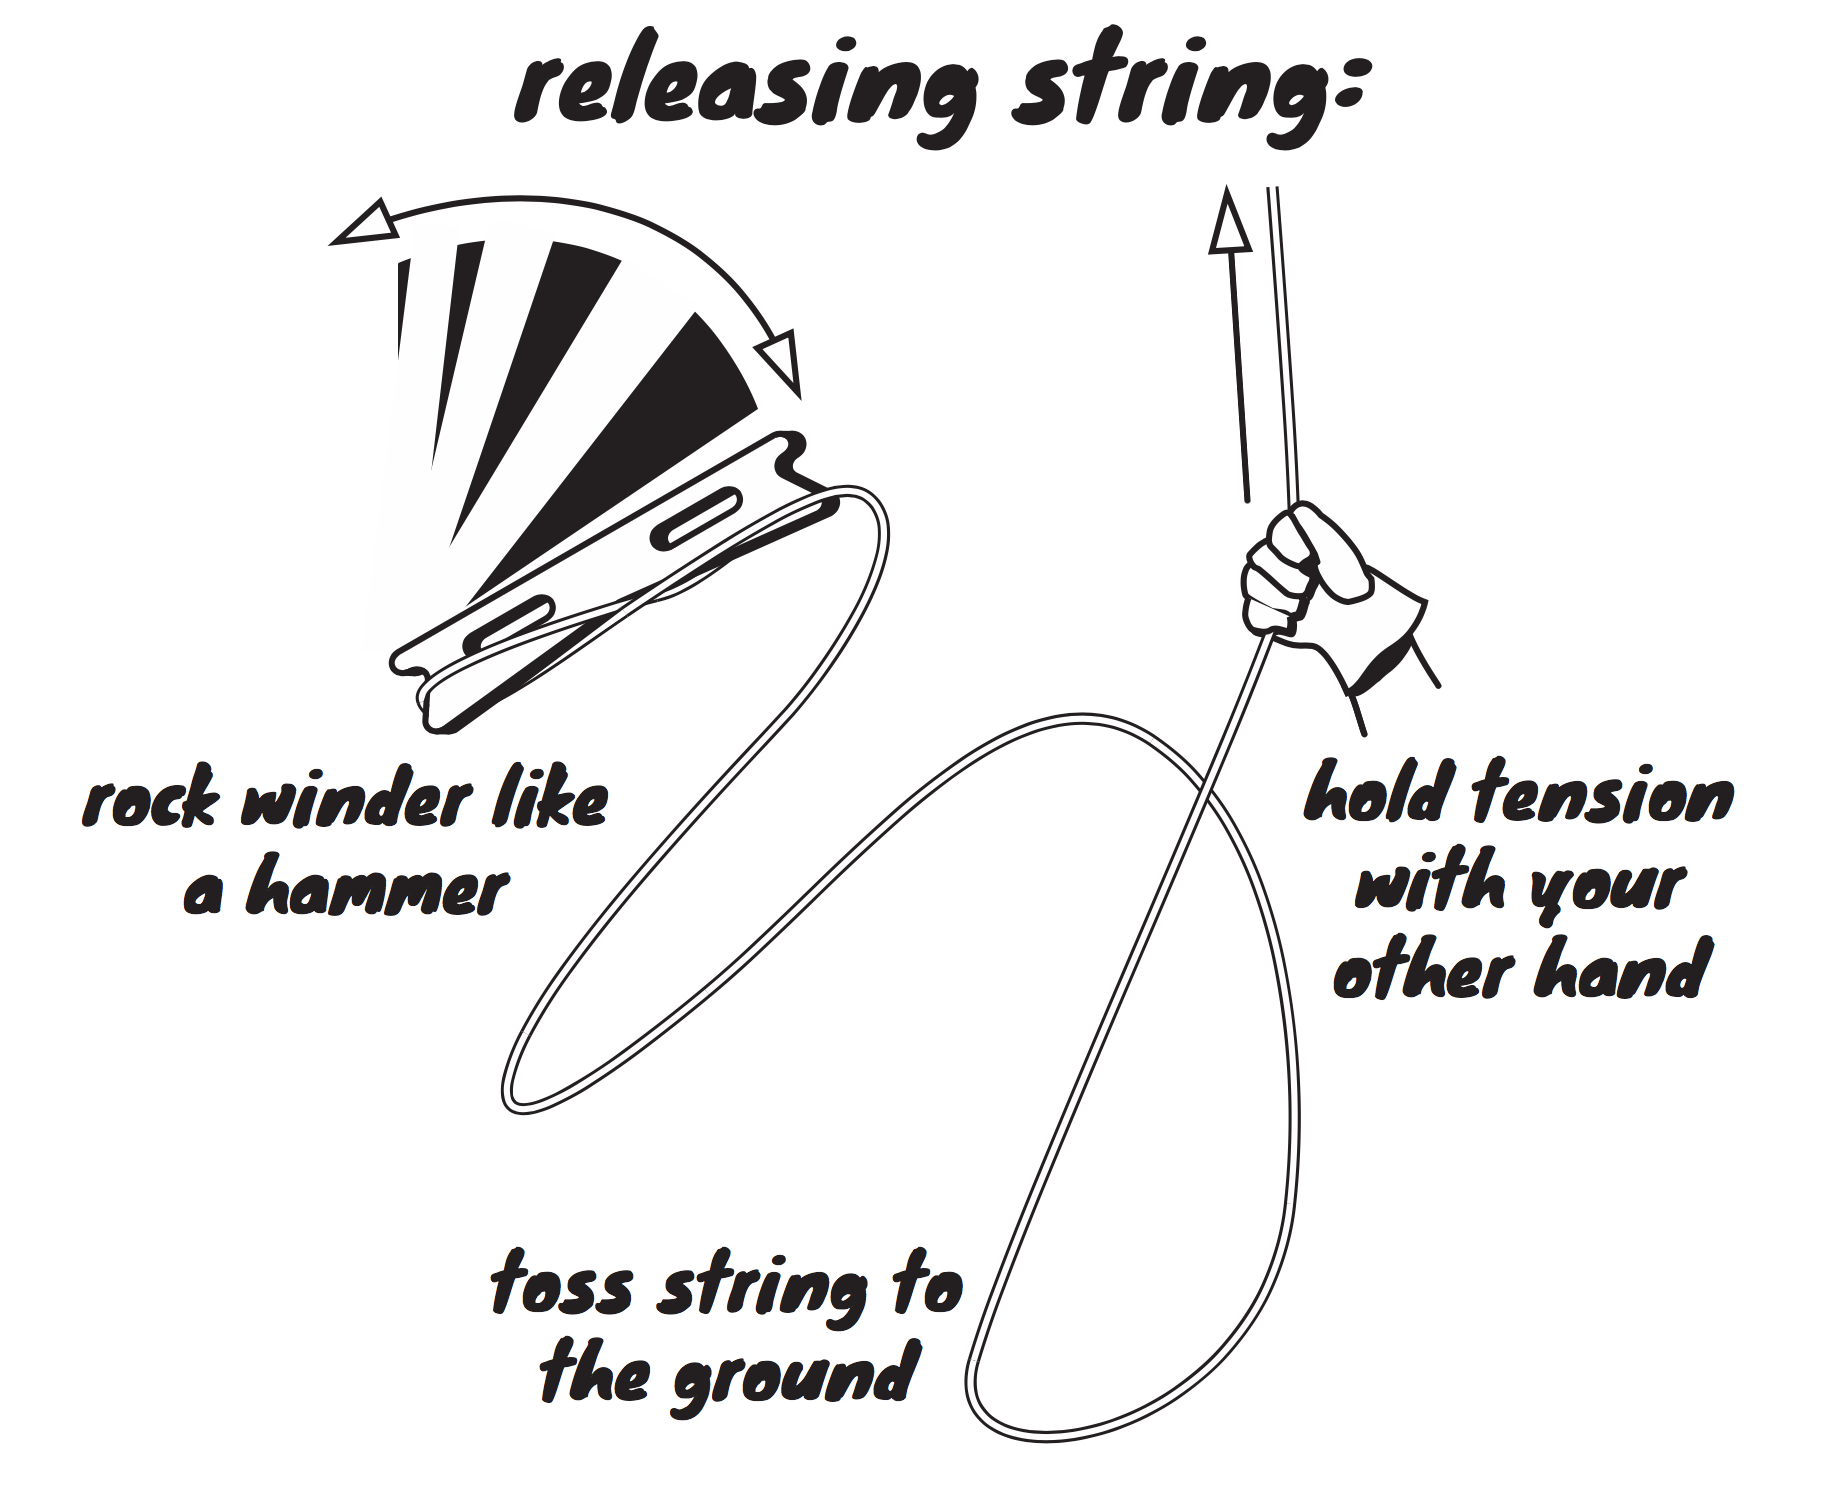 releasing string:
rock winder like
a hammer
hold tension
with your
other hand
toss string to
the ground